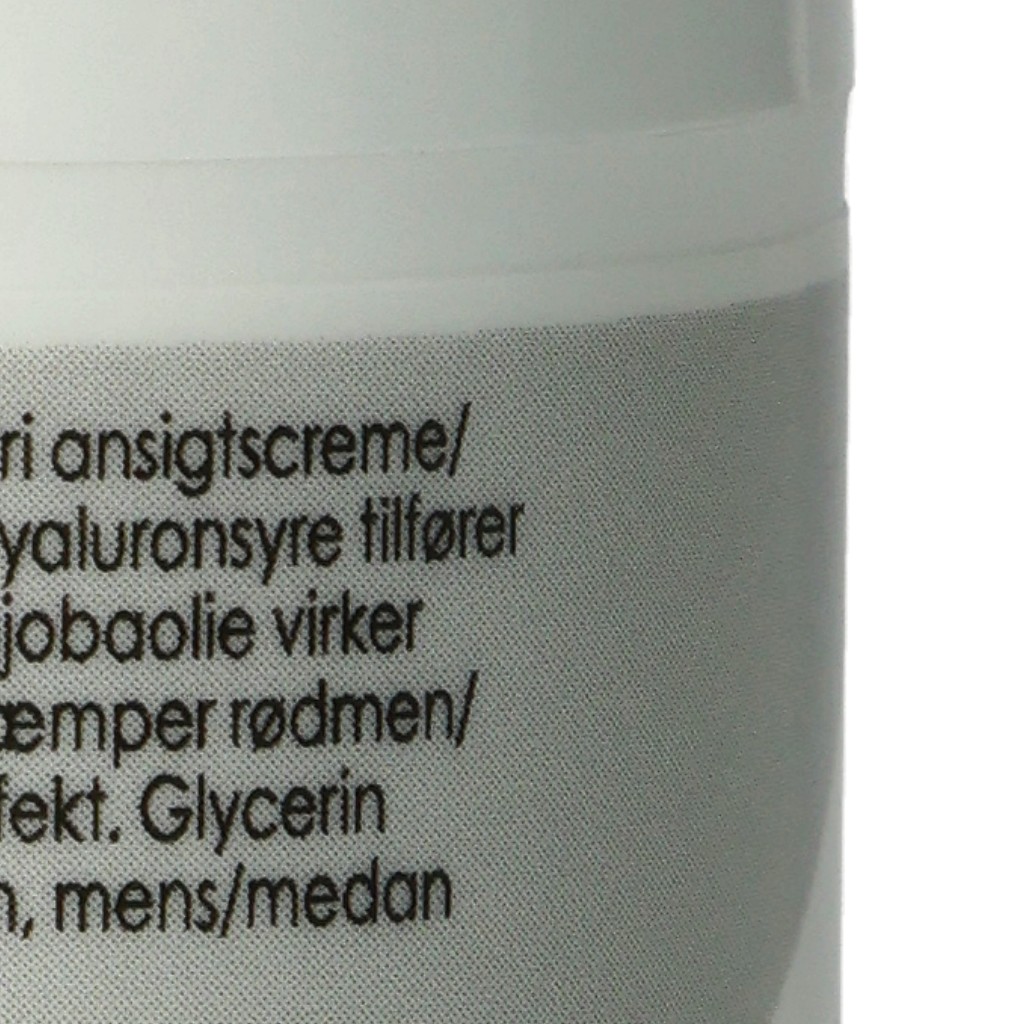 ri ansigtscreme/
yaluronsyre tilfører
jobaolie virker
æmper rødmen/
fekt. Glycerin
n, mens/medan